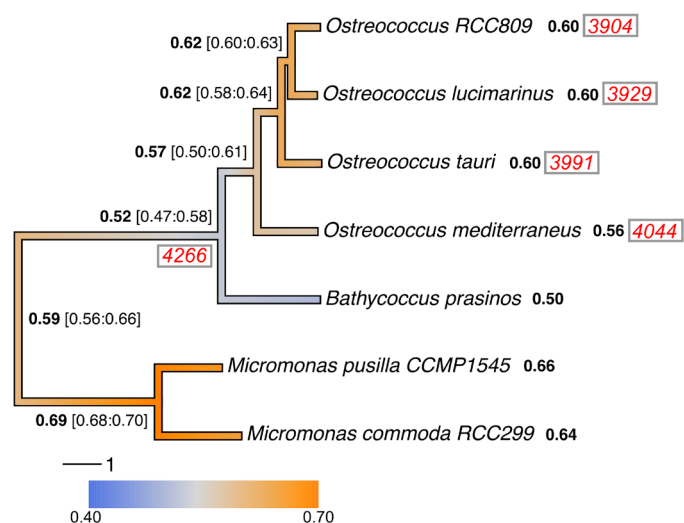 Ostreococcus RCC809 0.60 3904
0.62 [0.60:0.63]
0.62 [0.58:0.64]
Ostreococcus lucimarinus 0.60 3929
0.57 [0.50:0.61]
Ostreococcus tauri 0.60 3991
0.52 [0.47:0.58]
Ostreococcus mediterraneus 0.56 4044
4266
Bathycoccus prasinos 0.50
0.59 [0.56:0.66]
Micromonas pusilla CCMP1545 0.66
0.69 [0.68:0.70]
Micromonas commoda RCC299 0.64
1
0.40 0.70